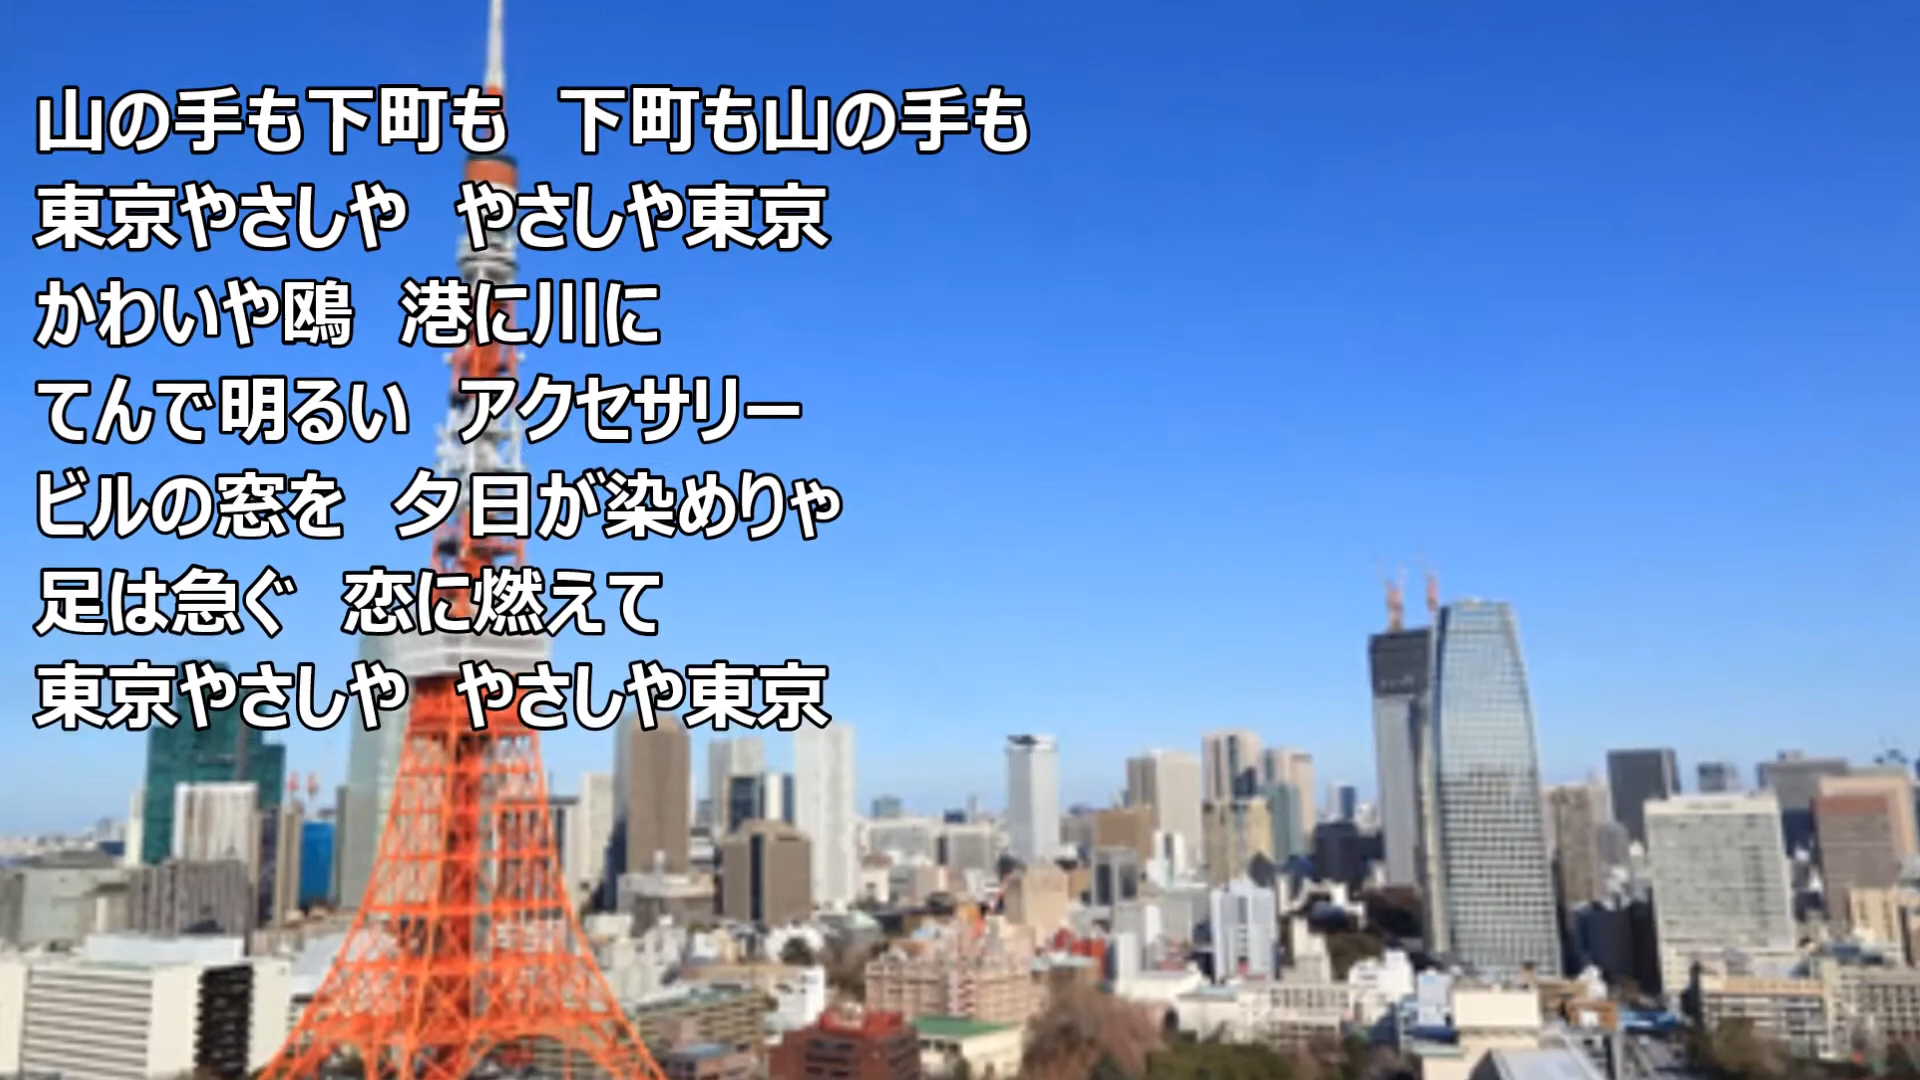 山の手も下町も　下町も山の手も
東京やさしや　やさしや東京
かわいや鴎　港に川に
てんで明るい　アクセサリー
ビルの窓を　夕日が染めりゃ
足は急ぐ　恋に燃えて
東京やさしや　やさしや東京